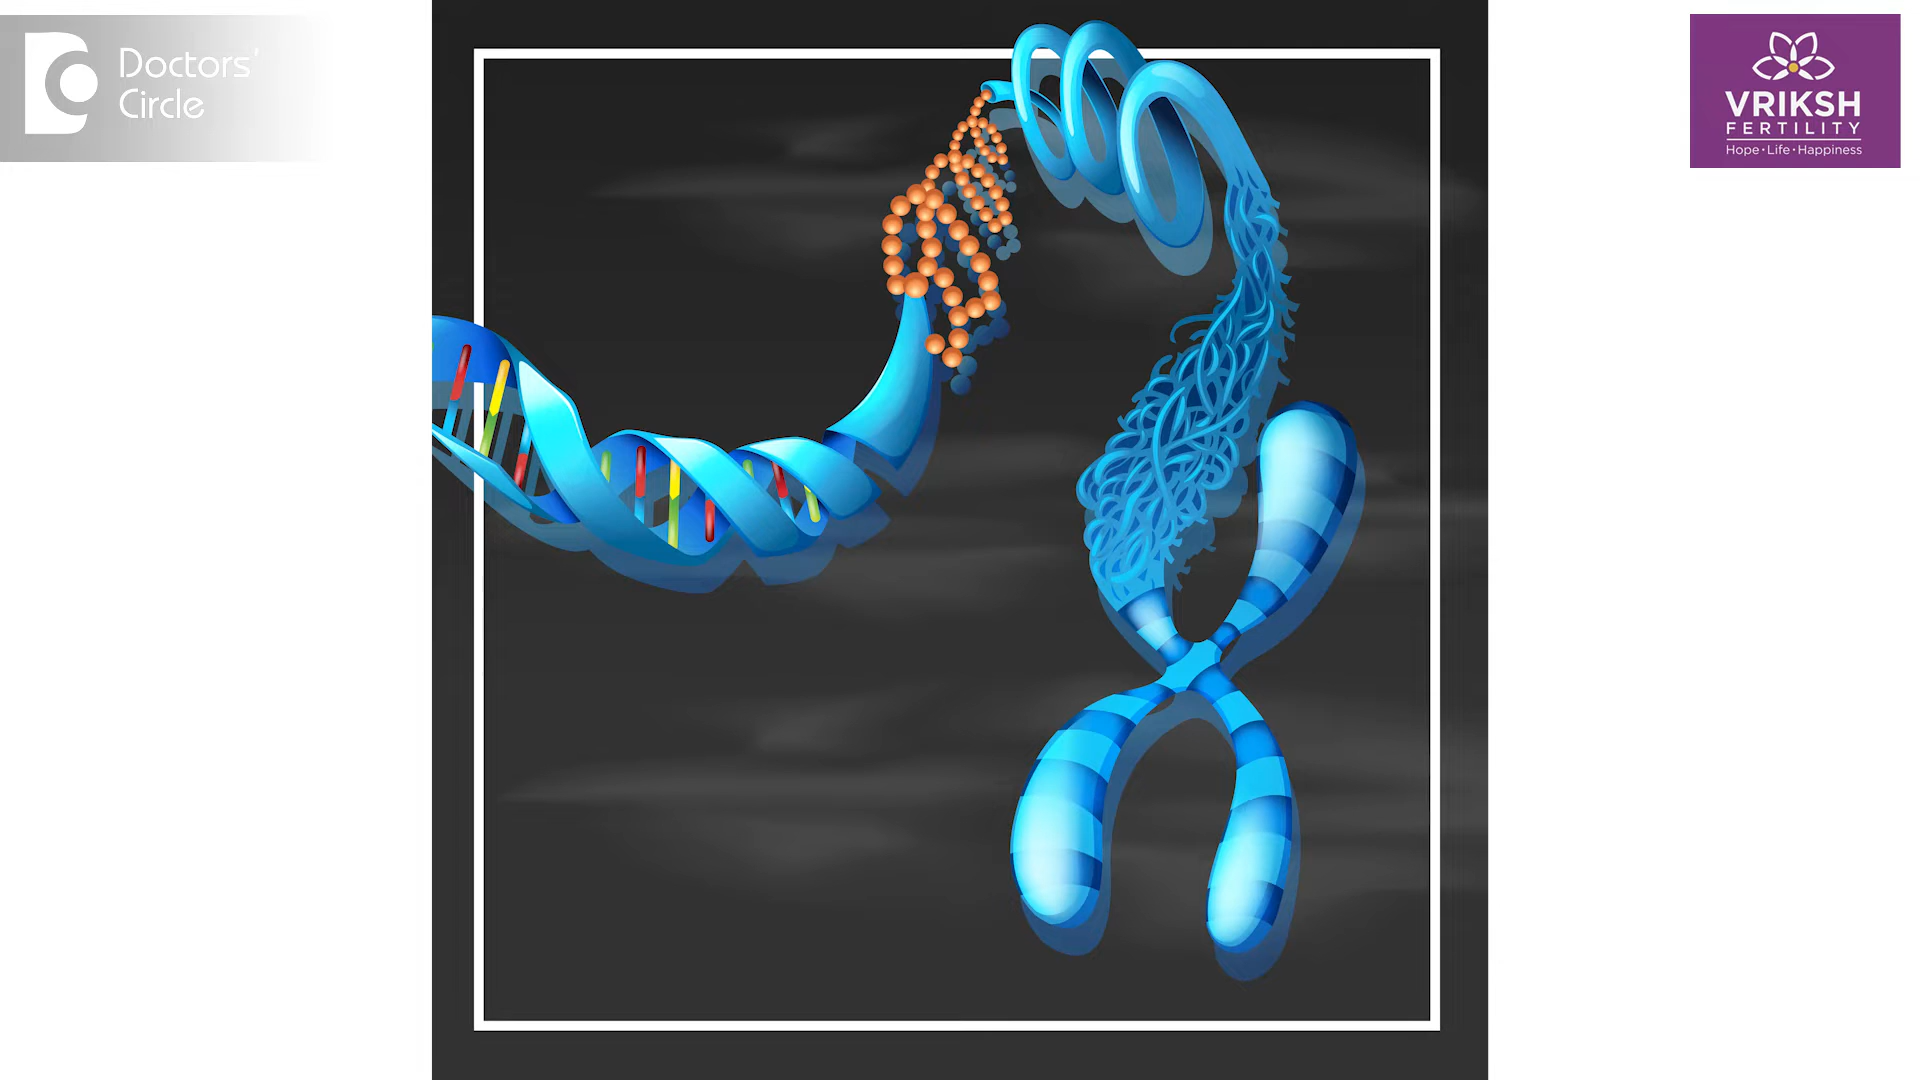 Doctors'
Circle
VRIKSH
FERTILITY
Hope·Life·Happiness